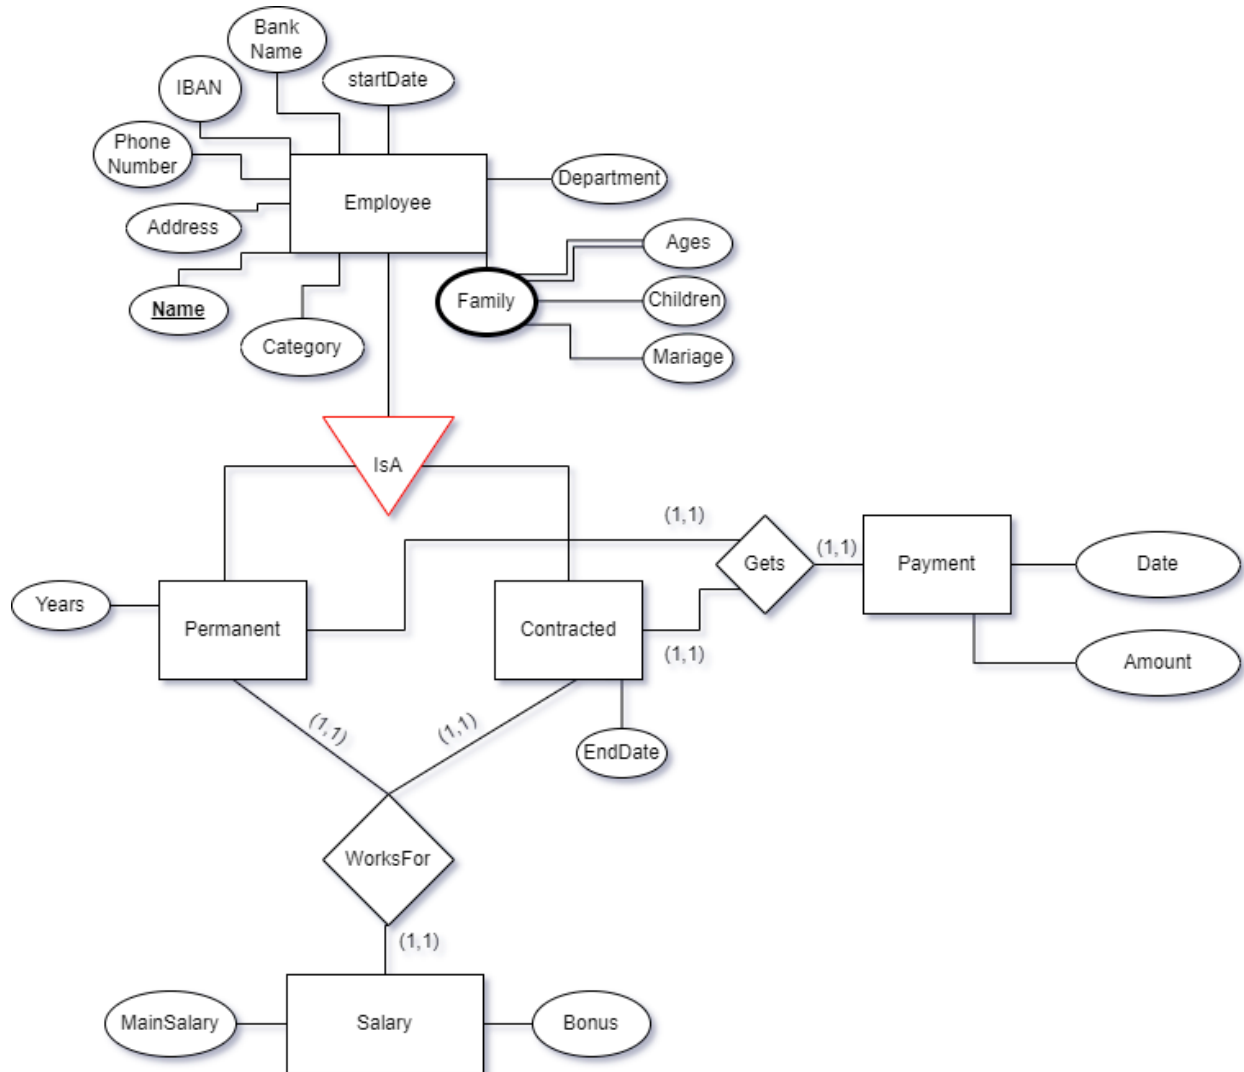 Bank
Name
IBAN
startDate
Phone
Number
Department
Employee
Address
Ages
Name
Family
Children
Category
Mariage
IsA
(1,1)
(1,1)
Gets
Payment
Date
Years
Permanent
Contracted
(1,1)
Amount
(1,1)
(1,1)
EndDate
WorksFor
(1,1)
MainSalary
Salary
Bonus